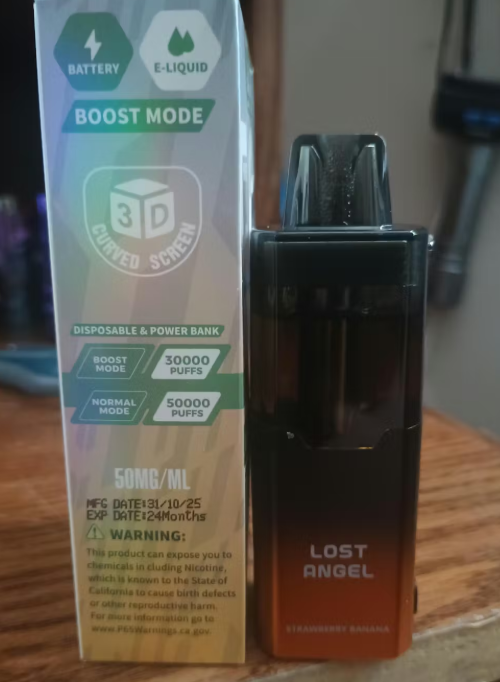 BATTERY
E-LIQUID
BOOST MODE
3D
CURVED SCREEN
DISPOSABLE & POWER BANK
BOOST MODE
30000 PUFFS
NORMAL MODE
50000 PUFFS
50MG/ML
MFG DATE:31/10/25
EXP DATE:24Months
WARNING:
This product can expose you to
chemicals in cluding Nicotine,
which is known to the State of
California to cause birth defects
or other reproductive harm.
For more information go to
www.P65Warnings.ca.gov.
LOST
ANGEL
STRAWBERRY BANANA